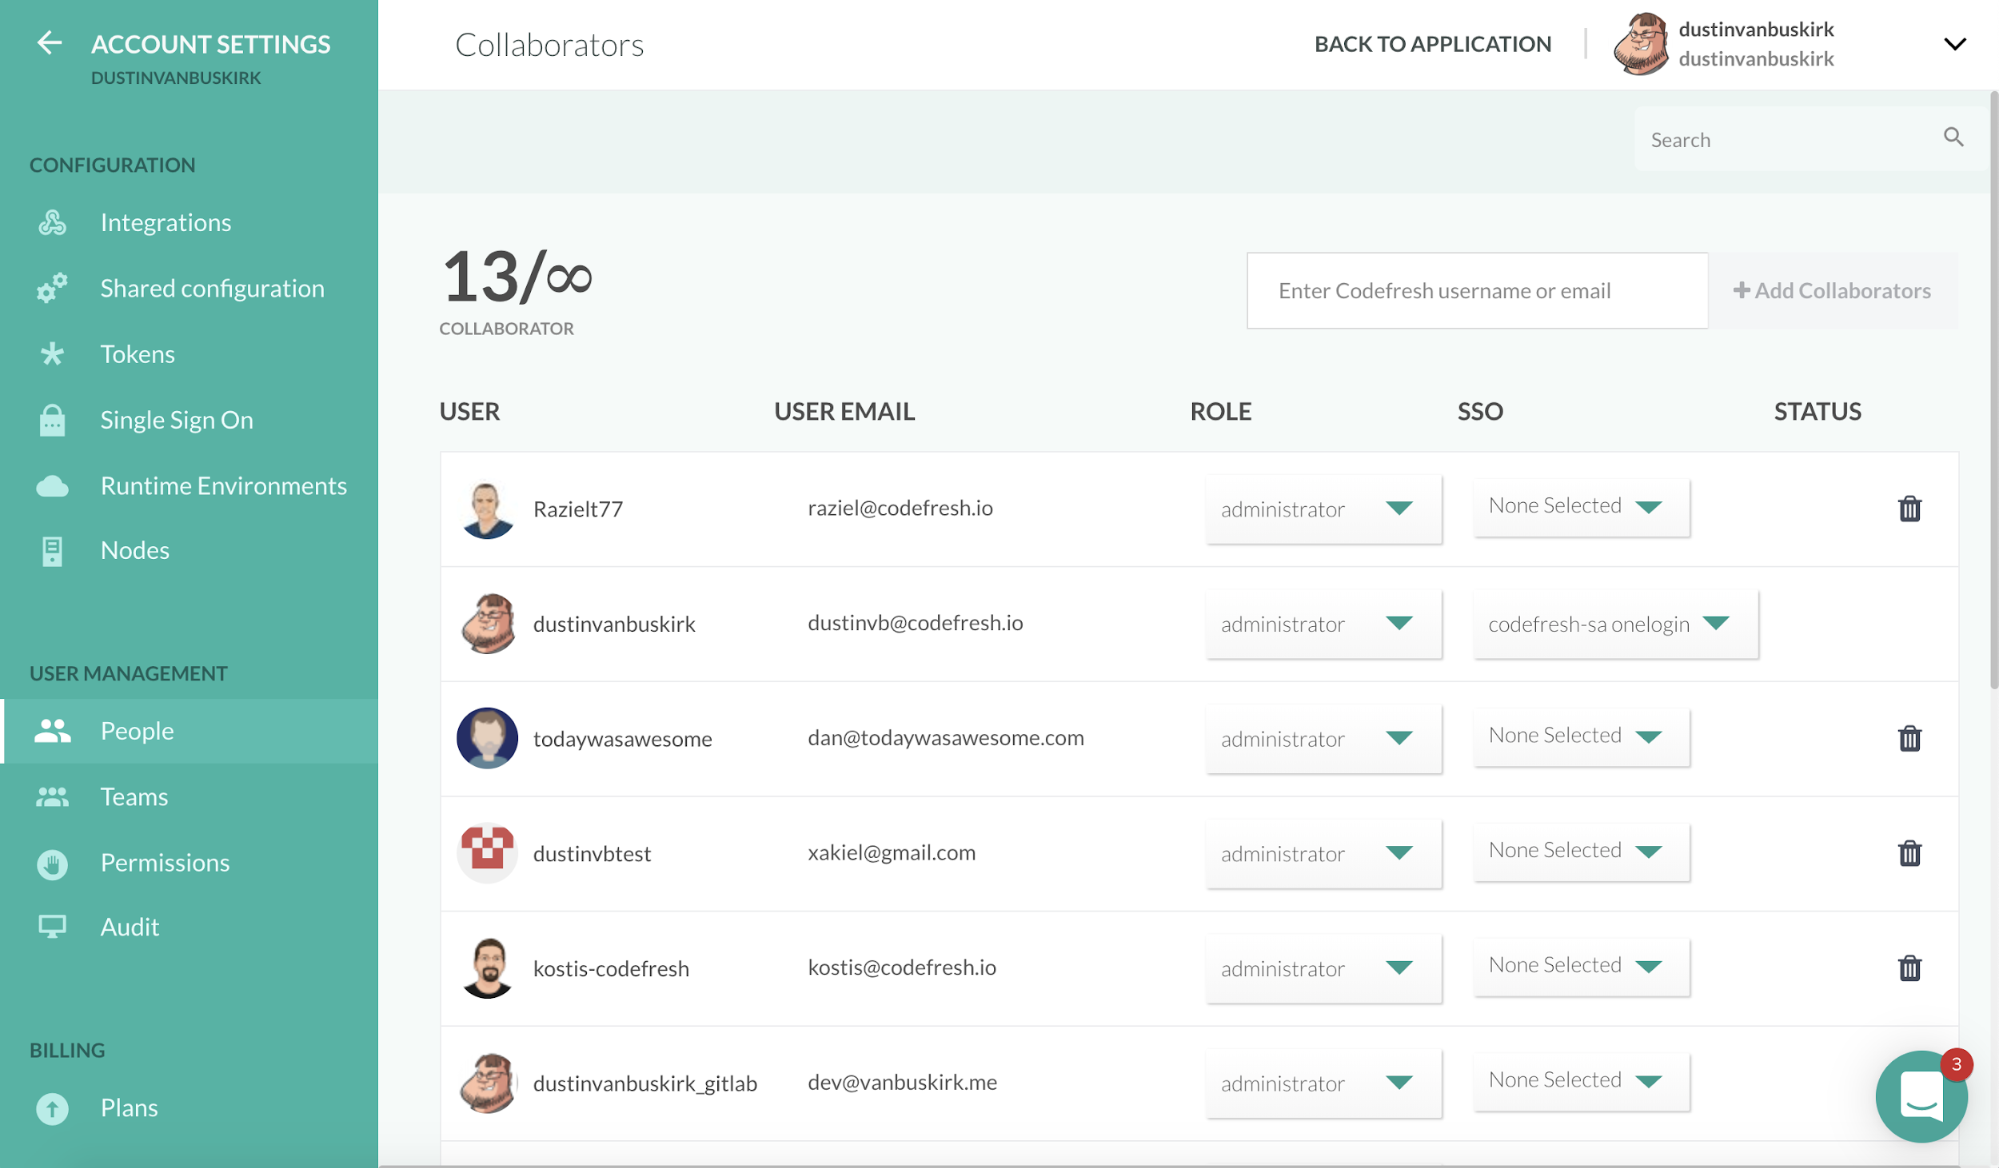 ACCOUNT SETTINGS
DUSTINVANBUSKIRK
CONFIGURATION
Integrations
Shared configuration
Tokens
Single Sign On
Runtime Environments
Nodes
USER MANAGEMENT
People
Teams
Permissions
Audit
BILLING
Plans
Collaborators
BACK TO APPLICATION
dustinvanbuskirk
dustinvanbuskirk
Search
13/∞
COLLABORATOR
Enter Codefresh username or email
+ Add Collaborators
USER USER EMAIL ROLE SSO STATUS
Razielt77 raziel@codefresh.io administrator None Selected
dustinvanbuskirk dustinvb@codefresh.io administrator codefresh-sa onelogin
todaywasawesome dan@todaywasawesome.com administrator None Selected
dustinvbtest xakiel@gmail.com administrator None Selected
kostis-codefresh kostis@codefresh.io administrator None Selected
dustinvanbuskirk_gitlab dev@vanbuskirk.me administrator None Selected
3